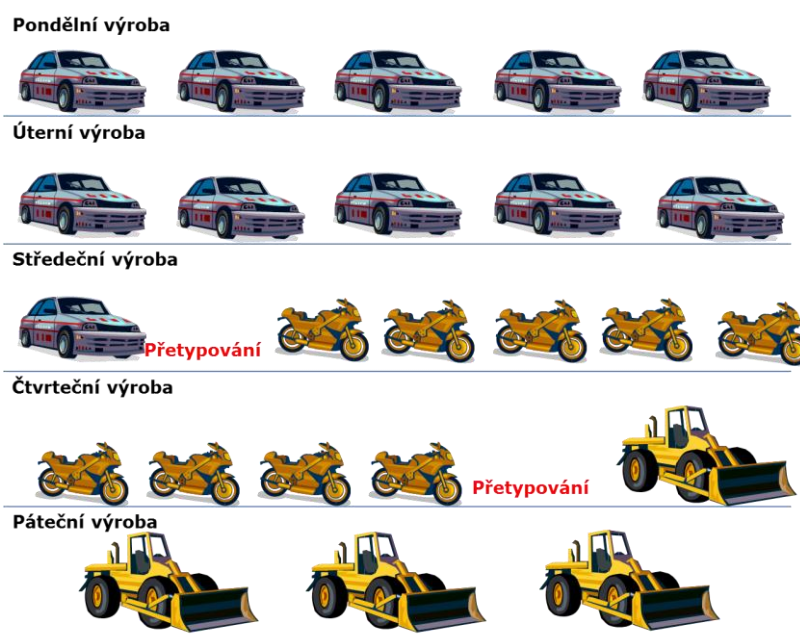 Pondělní výroba
Úterní výroba
Středeční výroba
Přetypování
Čtvrteční výroba
Přetypování
Páteční výroba